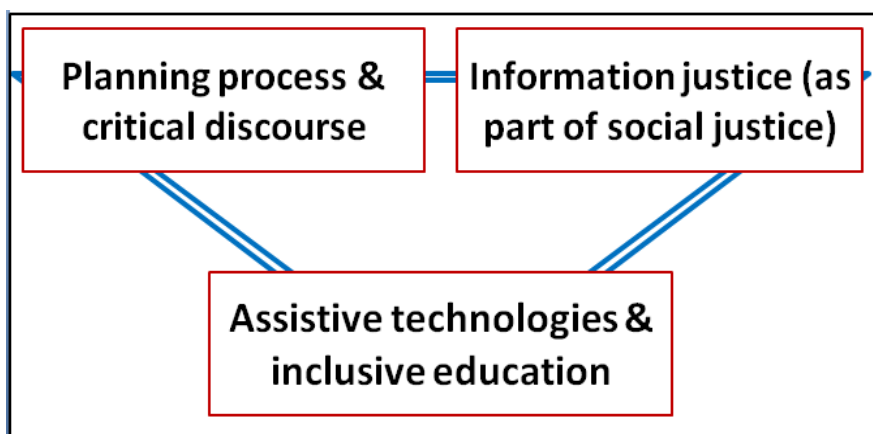 Planning process &
critical discourse
Information justice (as
part of social justice)
Assistive technologies &
inclusive education